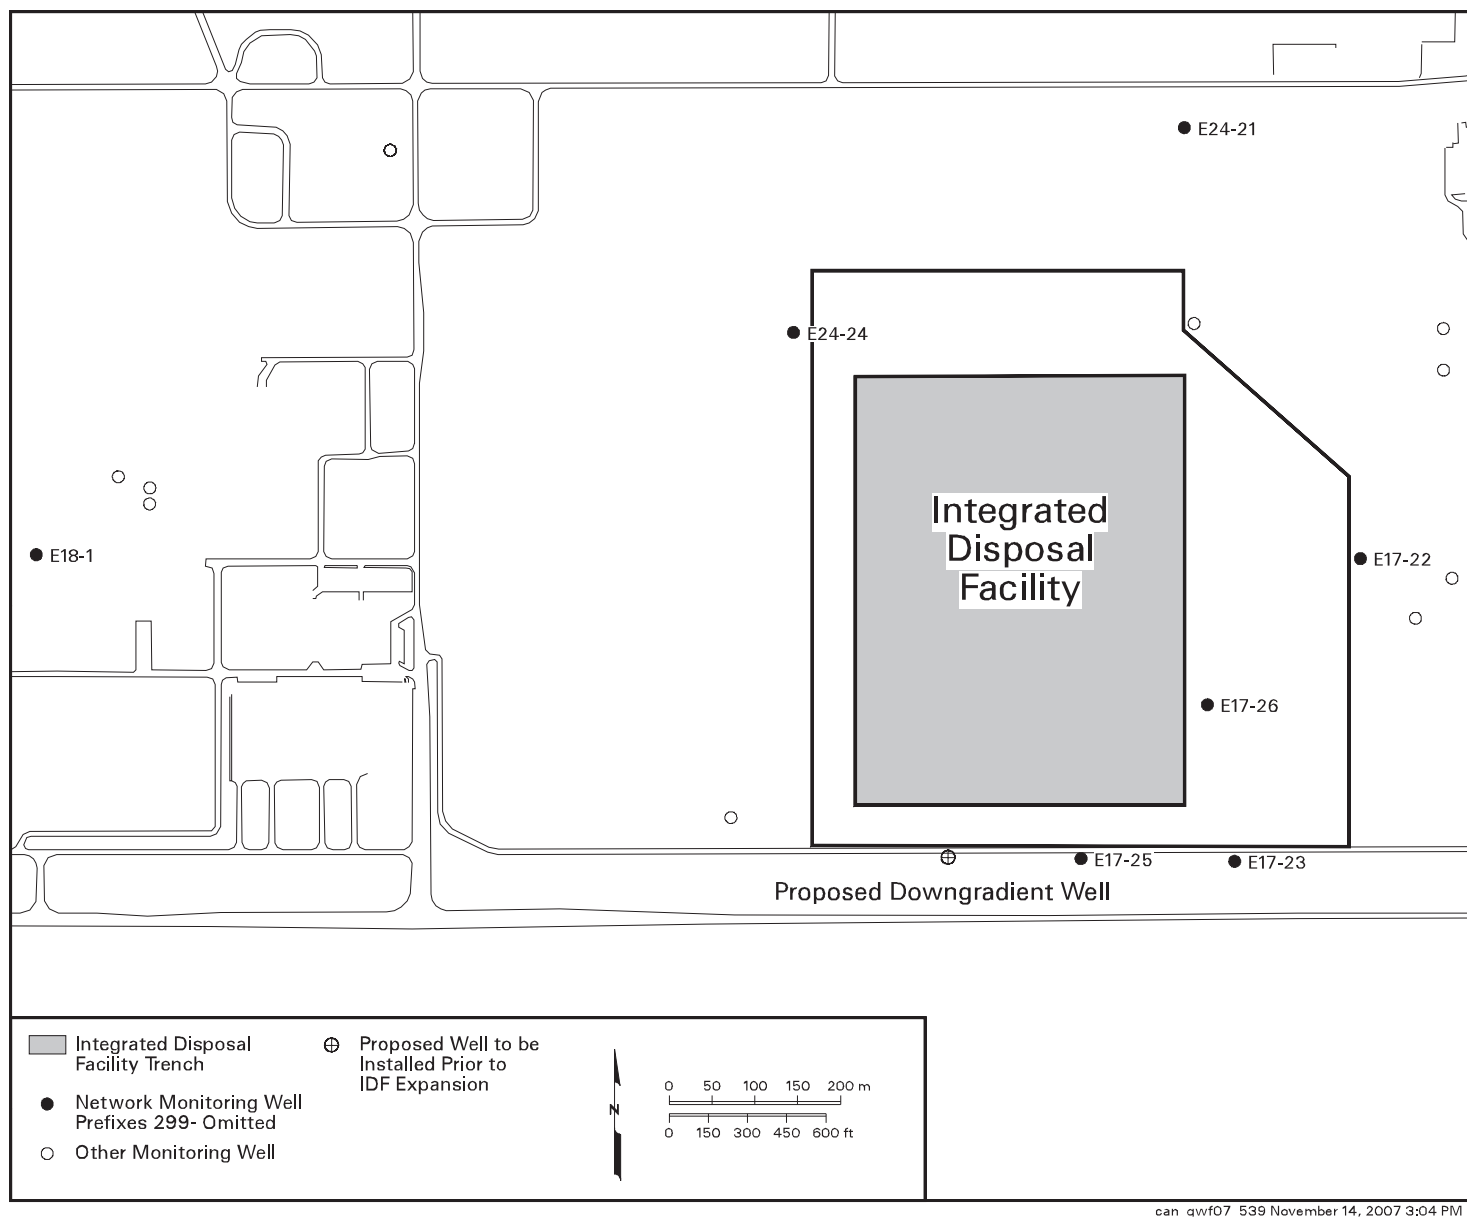 E24-21
E24-24
Integrated
Disposal
Facility
E18-1
E17-22
E17-26
E17-25
E17-23
Proposed Downgradient Well
Integrated Disposal
Facility Trench
Network Monitoring Well
Prefixes 299- Omitted
Other Monitoring Well
Proposed Well to be
Installed Prior to
IDF Expansion
N
0 50 100 150 200 m
0 150 300 450 600 ft
can_gwf07_539 November 14, 2007 3:04 PM